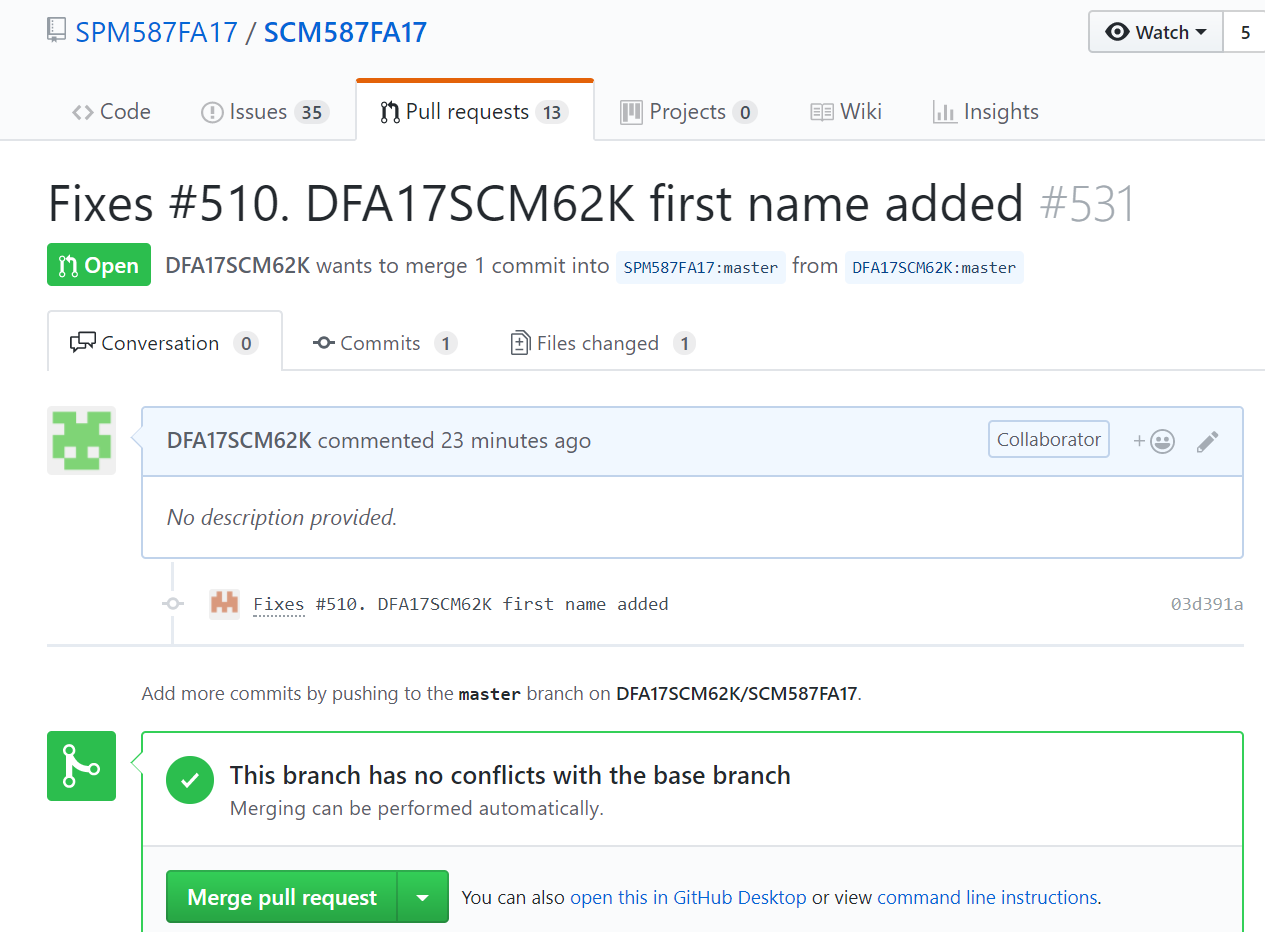 SPM587FA17 / SCM587FA17
Watch 5
Code Issues 35 Pull requests 13 Projects 0 Wiki Insights
Fixes #510. DFA17SCM62K first name added #531
Open DFA17SCM62K wants to merge 1 commit into SPM587FA17:master from DFA17SCM62K:master
Conversation 0 Commits 1 Files changed 1
DFA17SCM62K commented 23 minutes ago Collaborator +
No description provided.
Fixes #510. DFA17SCM62K first name added 03d391a
Add more commits by pushing to the master branch on DFA17SCM62K/SCM587FA17.
This branch has no conflicts with the base branch
Merging can be performed automatically.
Merge pull request You can also open this in GitHub Desktop or view command line instructions.